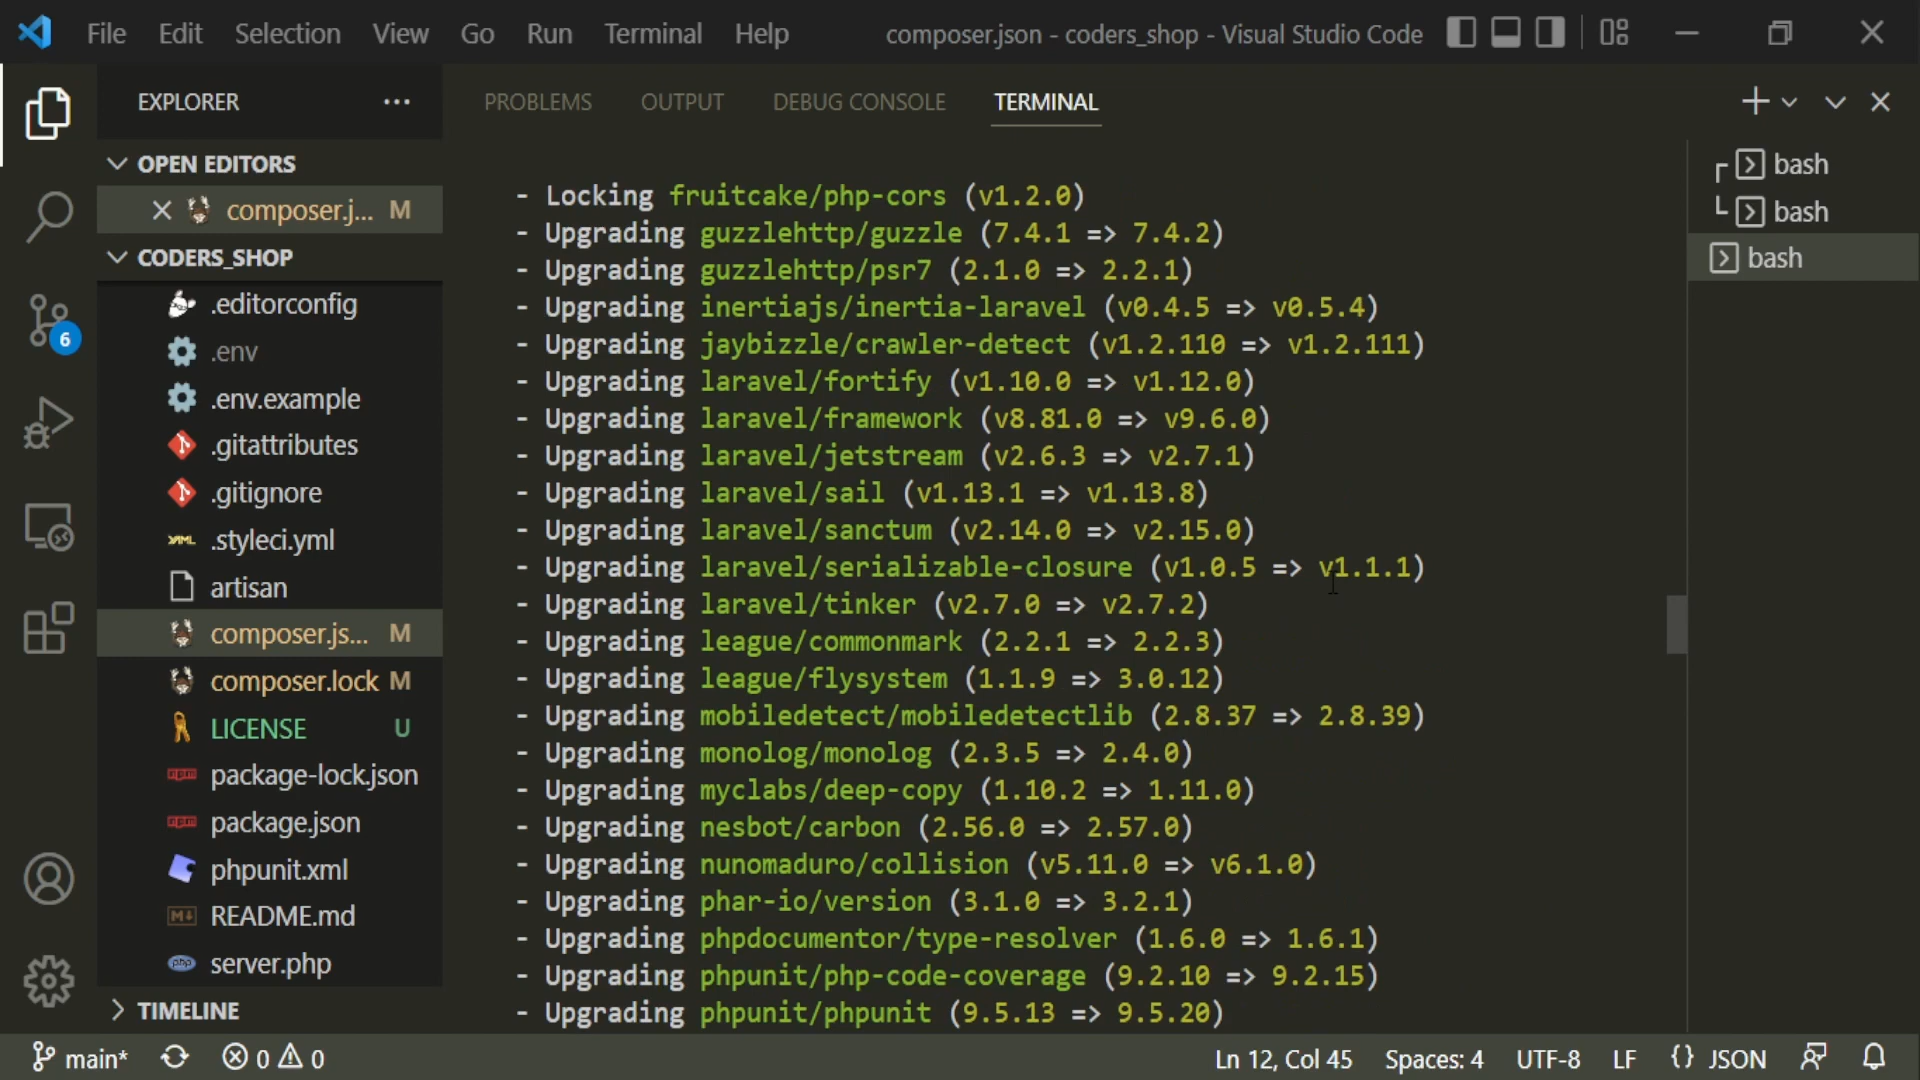 File Edit Selection View Go Run Terminal Help composer.json - coders_shop - Visual Studio Code
EXPLORER
OPEN EDITORS
composer.j... M
CODERS_SHOP
.editorconfig
.env
.env.example
.gitattributes
.gitignore
.styleci.yml
artisan
composer.js... M
composer.lock M
LICENSE U
package-lock.json
package.json
phpunit.xml
README.md
server.php
TIMELINE
6
PROBLEMS OUTPUT DEBUG CONSOLE TERMINAL
- Locking fruitcake/php-cors (v1.2.0)
- Upgrading guzzlehttp/guzzle (7.4.1 => 7.4.2)
- Upgrading guzzlehttp/psr7 (2.1.0 => 2.2.1)
- Upgrading inertiajs/inertia-laravel (v0.4.5 => v0.5.4)
- Upgrading jaybizzle/crawler-detect (v1.2.110 => v1.2.111)
- Upgrading laravel/fortify (v1.10.0 => v1.12.0)
- Upgrading laravel/framework (v8.81.0 => v9.6.0)
- Upgrading laravel/jetstream (v2.6.3 => v2.7.1)
- Upgrading laravel/sail (v1.13.1 => v1.13.8)
- Upgrading laravel/sanctum (v2.14.0 => v2.15.0)
- Upgrading laravel/serializable-closure (v1.0.5 => v1.1.1)
- Upgrading laravel/tinker (v2.7.0 => v2.7.2)
- Upgrading league/commonmark (2.2.1 => 2.2.3)
- Upgrading league/flysystem (1.1.9 => 3.0.12)
- Upgrading mobiledetect/mobiledetectlib (2.8.37 => 2.8.39)
- Upgrading monolog/monolog (2.3.5 => 2.4.0)
- Upgrading myclabs/deep-copy (1.10.2 => 1.11.0)
- Upgrading nesbot/carbon (2.56.0 => 2.57.0)
- Upgrading nunomaduro/collision (v5.11.0 => v6.1.0)
- Upgrading phar-io/version (3.1.0 => 3.2.1)
- Upgrading phpdocumentor/type-resolver (1.6.0 => 1.6.1)
- Upgrading phpunit/php-code-coverage (9.2.10 => 9.2.15)
- Upgrading phpunit/phpunit (9.5.13 => 9.5.20)
bash
bash
bash
main* 0 0 Ln 12, Col 45 Spaces: 4 UTF-8 LF {} JSON